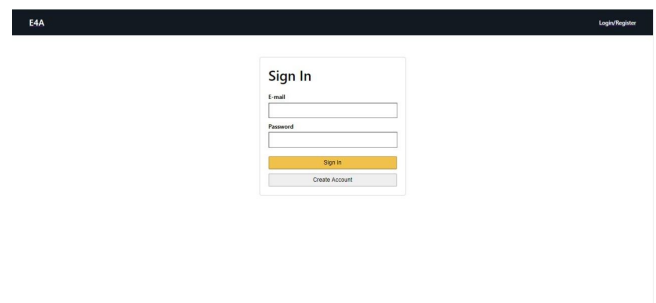 E4A
Login/Register
Sign In
E-mail
Password
Sign In
Create Account